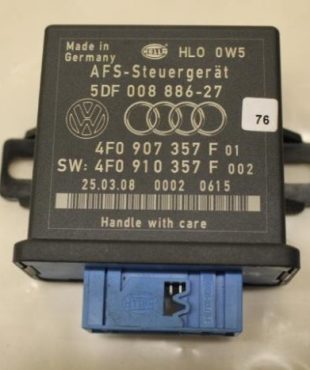 Made in
Germany
HELLA
HLO 0W5
AFS-Steuergerät
5DF 008 886-27
76
4F0 907 357 F 01
SW: 4F0 910 357 F 002
25.03.08 0002 0615
Handle with care